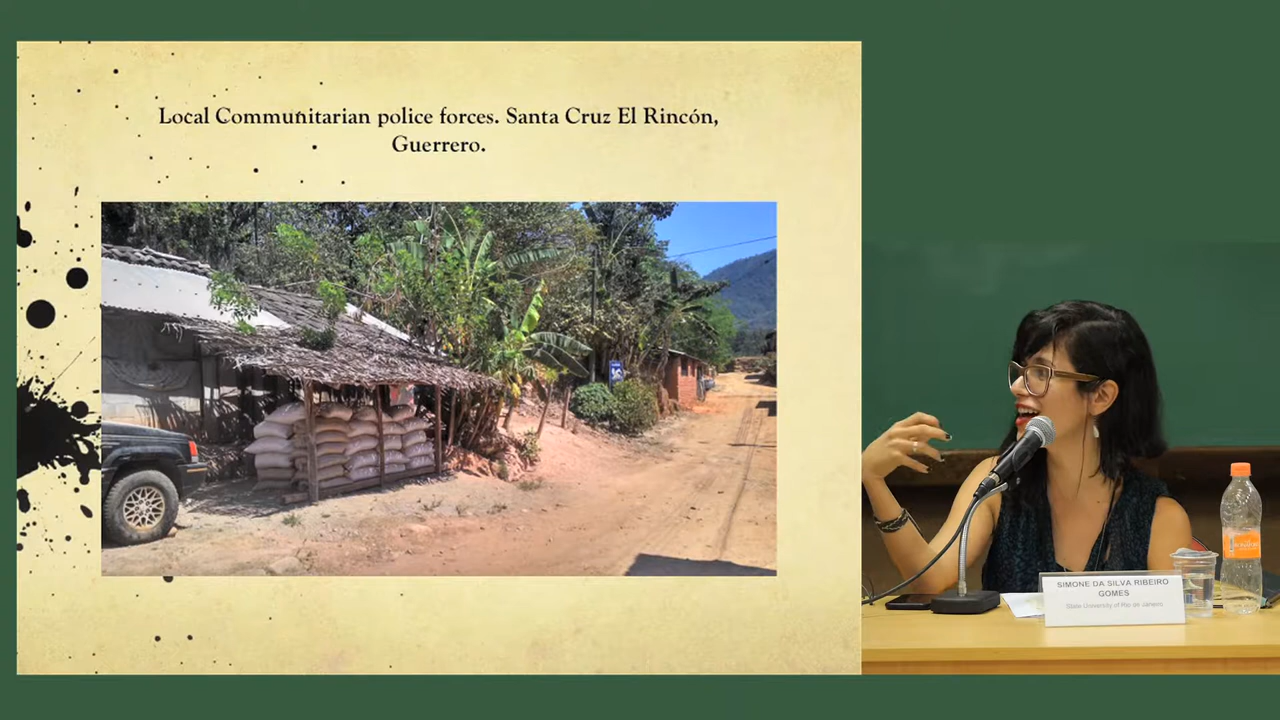 Local Communitarian police forces. Santa Cruz El Rincón,
Guerrero.
SIMONE DA SILVA RIBEIRO
GOMES
State University of Rio de Janeiro